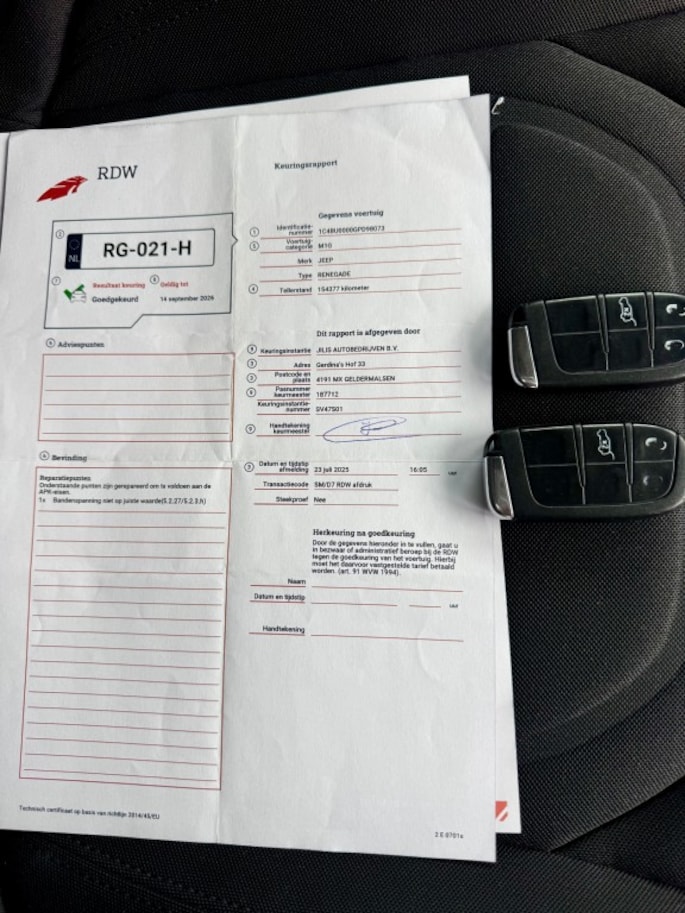 RDW
Keuringsrapport
NL
RG-021-H
Resultaat keuring
Geldig tot
Goedgekeurd
14 september 2026
Adviespunten
Bevinding
Reparatiepunten
Onderstaande punten zijn gerepareerd om te voldoen aan de
APK-eisen.
1x Bandenspanning niet op juiste waarde(5.2.27/5.2.3.h)
Gegevens voertuig
Identificatie-
nummer
Voertuig-
categorie M1G
Merk JEEP
Type RENEGADE
Tellerstand 154377 kilometer
Dit rapport is afgegeven door
Keuringsinstantie JILIS AUTOBEDRIJVEN B.V.
Adres Gerdina's Hof 33
Postcode en
plaats 4191 MX GELDERMALSEN
Pasnummer
keurmeester 187712
Keuringsinstantie-
nummer SV47501
Handtekening
keurmeester
Datum en tijdstip
afmelding 23 juli 2025 16:05 uur
Transactiecode SM/D7 RDW afdruk
Steekproef Nee
Herkeuring na goedkeuring
Door de gegevens hieronder in te vullen, gaat u
in bezwaar of administratief beroep bij de RDW
tegen de goedkeuring van het voertuig. Hierbij
moet het daarvoor vastgestelde tarief betaald
worden. (art. 91 WVW 1994).
Naam
Datum en tijdstip uur
Handtekening
Technisch certificaat op basis van richtlijn 2014/45/EU
2 E 0701e